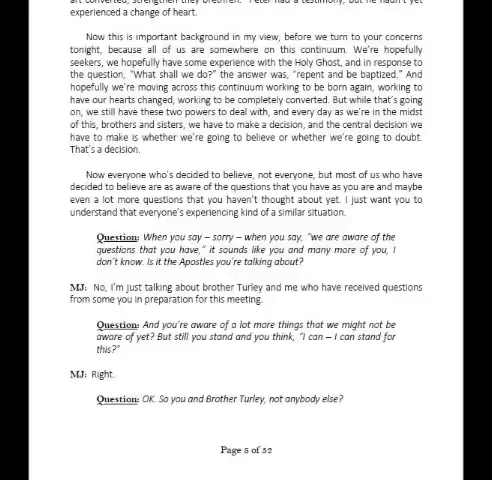 art converted, strengthen they brethren." Peter had a testimony, but he hadn't yet
experienced a change of heart.
Now this is important background in my view, before we turn to your concerns
tonight, because all of us are somewhere on this continuum. We're hopefully
seekers, we hopefully have some experience with the Holy Ghost, and in response to
the question, "What shall we do?" the answer was, "repent and be baptized." And
hopefully we're moving across this continuum working to be born again, working to
have our hearts changed, working to be completely converted. But while that's going
on, we still have these two powers to deal with, and every day as we're in the midst
of this, brothers and sisters, we have to make a decision, and the central decision we
have to make is whether we're going to believe or whether we're going to doubt.
That's a decision.
Now everyone who's decided to believe, not everyone, but most of us who have
decided to believe are as aware of the questions that you have as you are and maybe
even a lot more questions that you haven't thought about yet. I just want you to
understand that everyone's experiencing kind of a similar situation.
Question: When you say – sorry – when you say, "we are aware of the
questions that you have," it sounds like you and many more of you, I
don't know. Is it the Apostles you're talking about?
MJ: No, I'm just talking about brother Turley and me who have received questions
from some you in preparation for this meeting.
Question: And you're aware of a lot more things that we might not be
aware of yet? But still you stand and you think, "I can – I can stand for
this?"
MJ: Right.
Question: OK. So you and Brother Turley, not anybody else?
Page 5 of 52